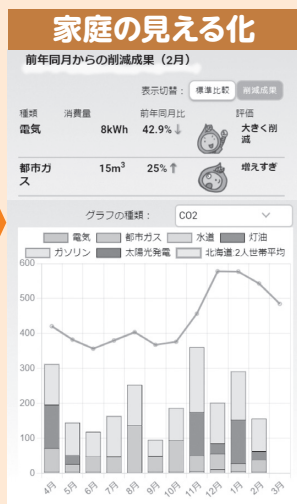 家庭の見える化
前年同月からの削減成果（2月）
表示切替： 標準比較 削減成果
種類 消費量 前年同月比 評価
電気 8kWh 42.9%↓ 大きく削
減
都市ガ 15m³ 25%↑ 増えすぎ
ス
グラフの種類： CO2
電気 都市ガス 水道 灯油
ガソリン 太陽光発電 北海道:2人世帯平均
600
500
400
300
200
100
0
4月 5月 6月 7月 8月 9月 10月 11月 12月 1月 2月 3月